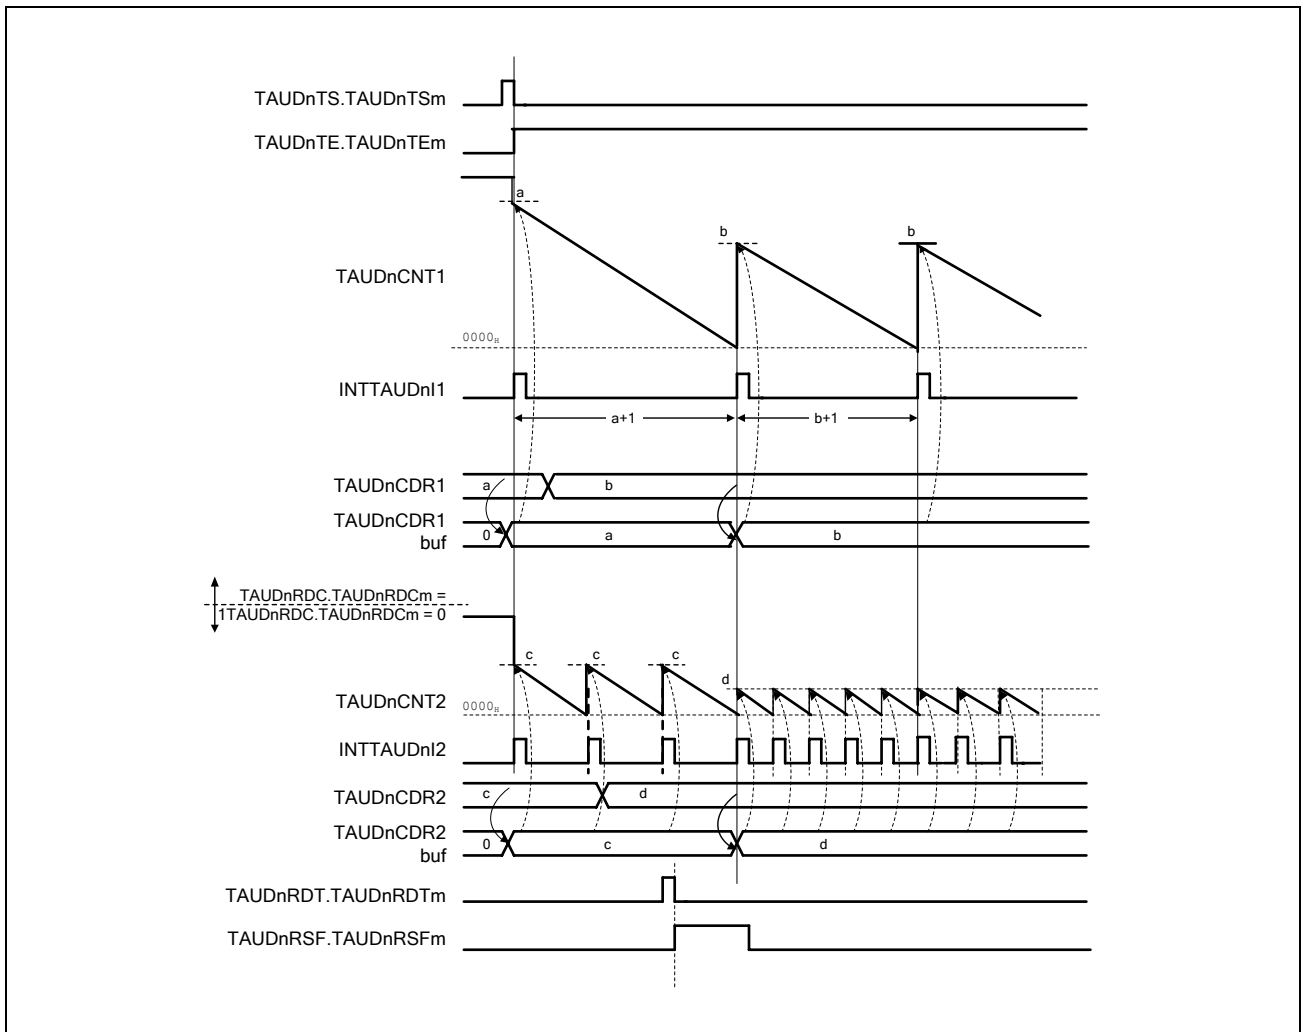 TAUDnTS.TAUDnTSm
TAUDnTE.TAUDnTEm
a
b
b
TAUDnCNT1
0000H
INTTAUDnI1
a+1
b+1
TAUDnCDR1
a
b
TAUDnCDR1
buf
0
a
b
TAUDnRDC.TAUDnRDCm =
1TAUDnRDC.TAUDnRDCm = 0
c
c
c
d
TAUDnCNT2
0000H
INTTAUDnI2
TAUDnCDR2
c
d
TAUDnCDR2
buf
0
c
d
TAUDnRDT.TAUDnRDTm
TAUDnRSF.TAUDnRSFm